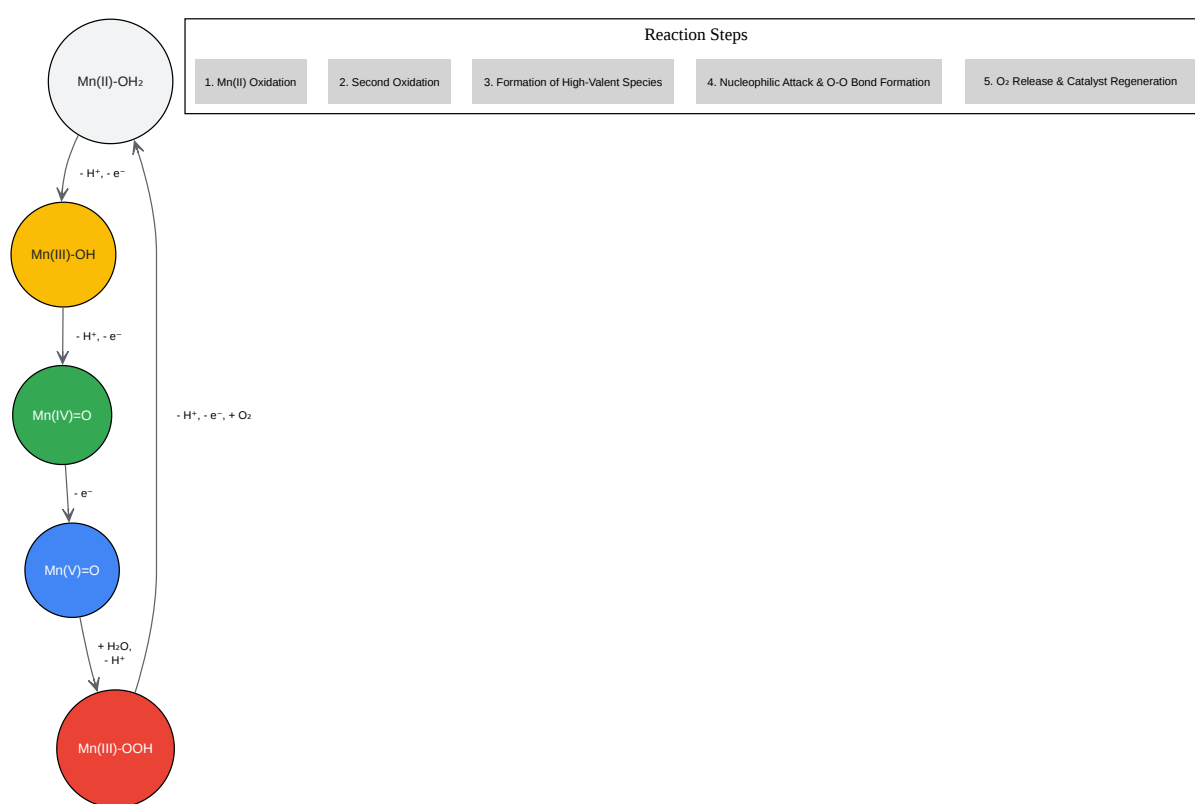 Reaction Steps
1. Mn(II) Oxidation
2. Second Oxidation
3. Formation of High-Valent Species
4. Nucleophilic Attack & O-O Bond Formation
5. O₂ Release & Catalyst Regeneration
Mn(II)-OH₂
- H⁺, - e⁻
Mn(III)-OH
- H⁺, - e⁻
Mn(IV)=O
- H⁺, - e⁻, + O₂
- e⁻
Mn(V)=O
+ H₂O,
- H⁺
Mn(III)-OOH